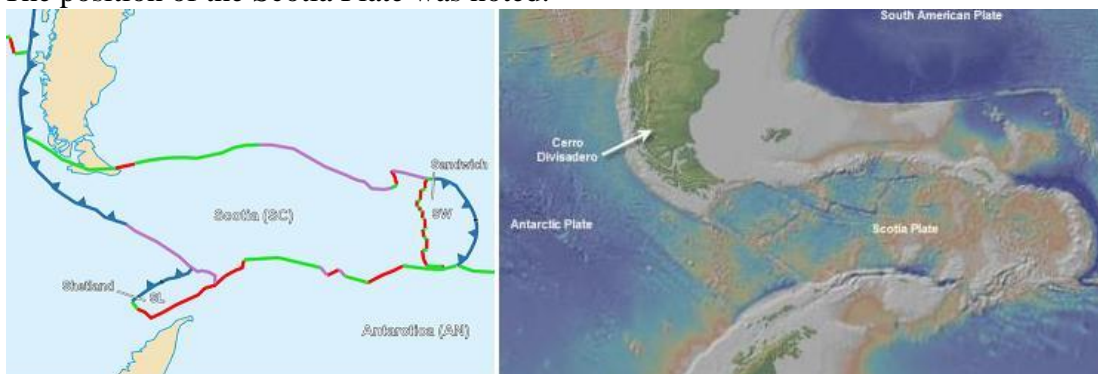 The position of the Scotia Plate was noted.
Sandwich
SW
Scotia (SC)
Shetland
SL
Antarctica (AN)
South American Plate
Cerro
Divisadero
Antarctic Plate
Scotia Plate